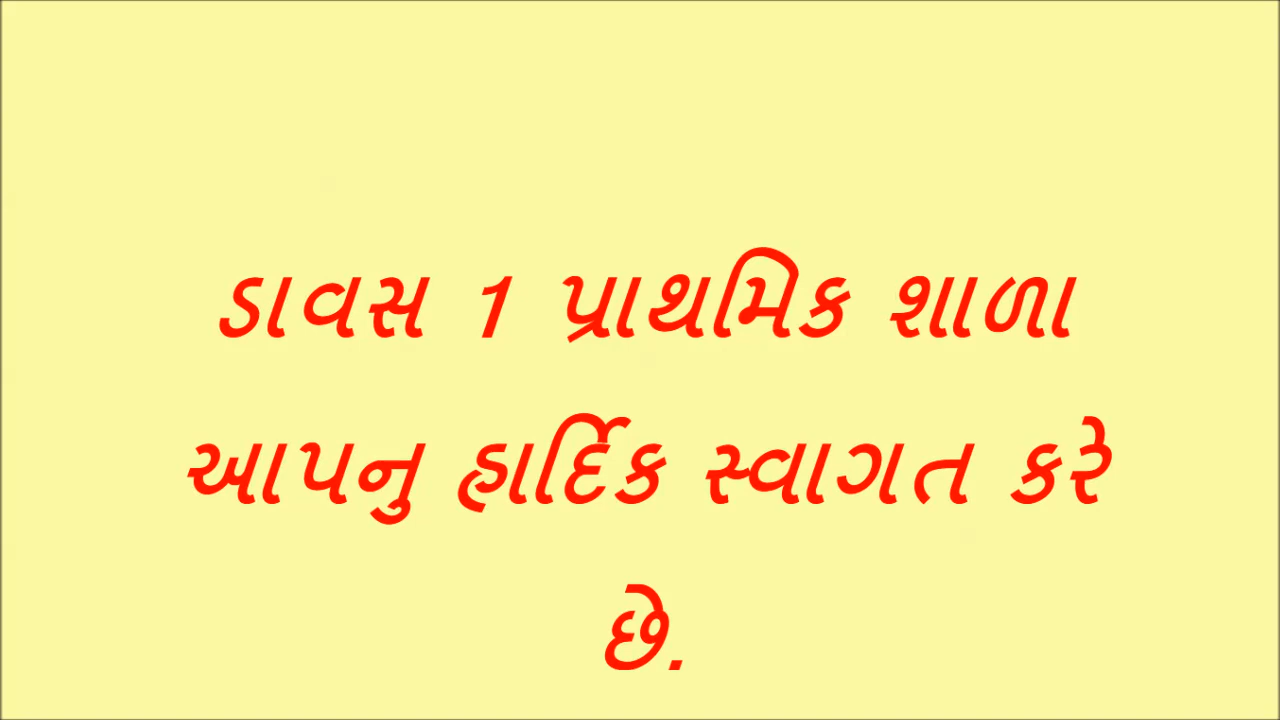 ડાવસ 1 પ્રાથમિક શાળા
આપનુ હાર્દિક સ્વાગત કરે
છે.